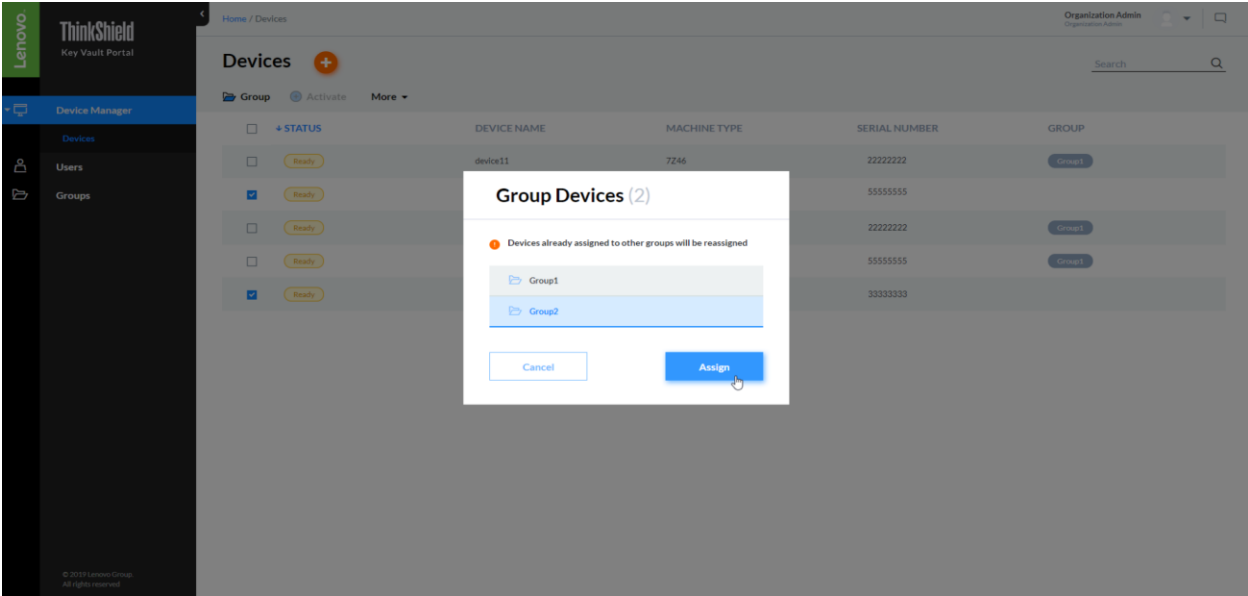 Lenovo.
ThinkShield
Key Vault Portal
Home / Devices
Organization Admin
Organization Admin
Devices
Search
Group Activate More
Device Manager
Devices
Users
Groups
STATUS DEVICE NAME MACHINE TYPE SERIAL NUMBER GROUP
Ready device11 7Z46 22222222 Group1
Ready 55555555
Ready 22222222 Group1
Ready 55555555 Group1
Ready 33333333
Group Devices (2)
! Devices already assigned to other groups will be reassigned
Group1
Group2
Cancel Assign
© 2019 Lenovo Group.
All rights reserved